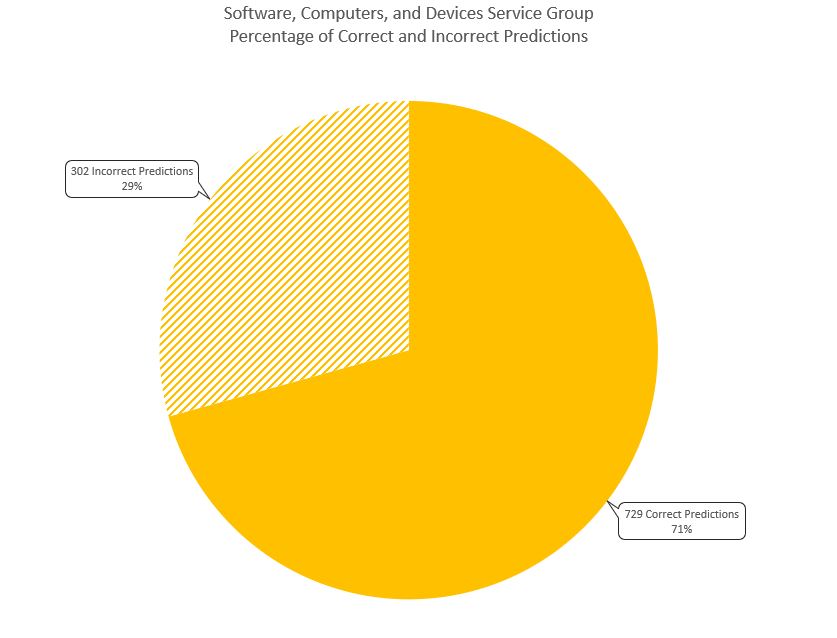 Software, Computers, and Devices Service Group
Percentage of Correct and Incorrect Predictions
302 Incorrect Predictions
29%
729 Correct Predictions
71%